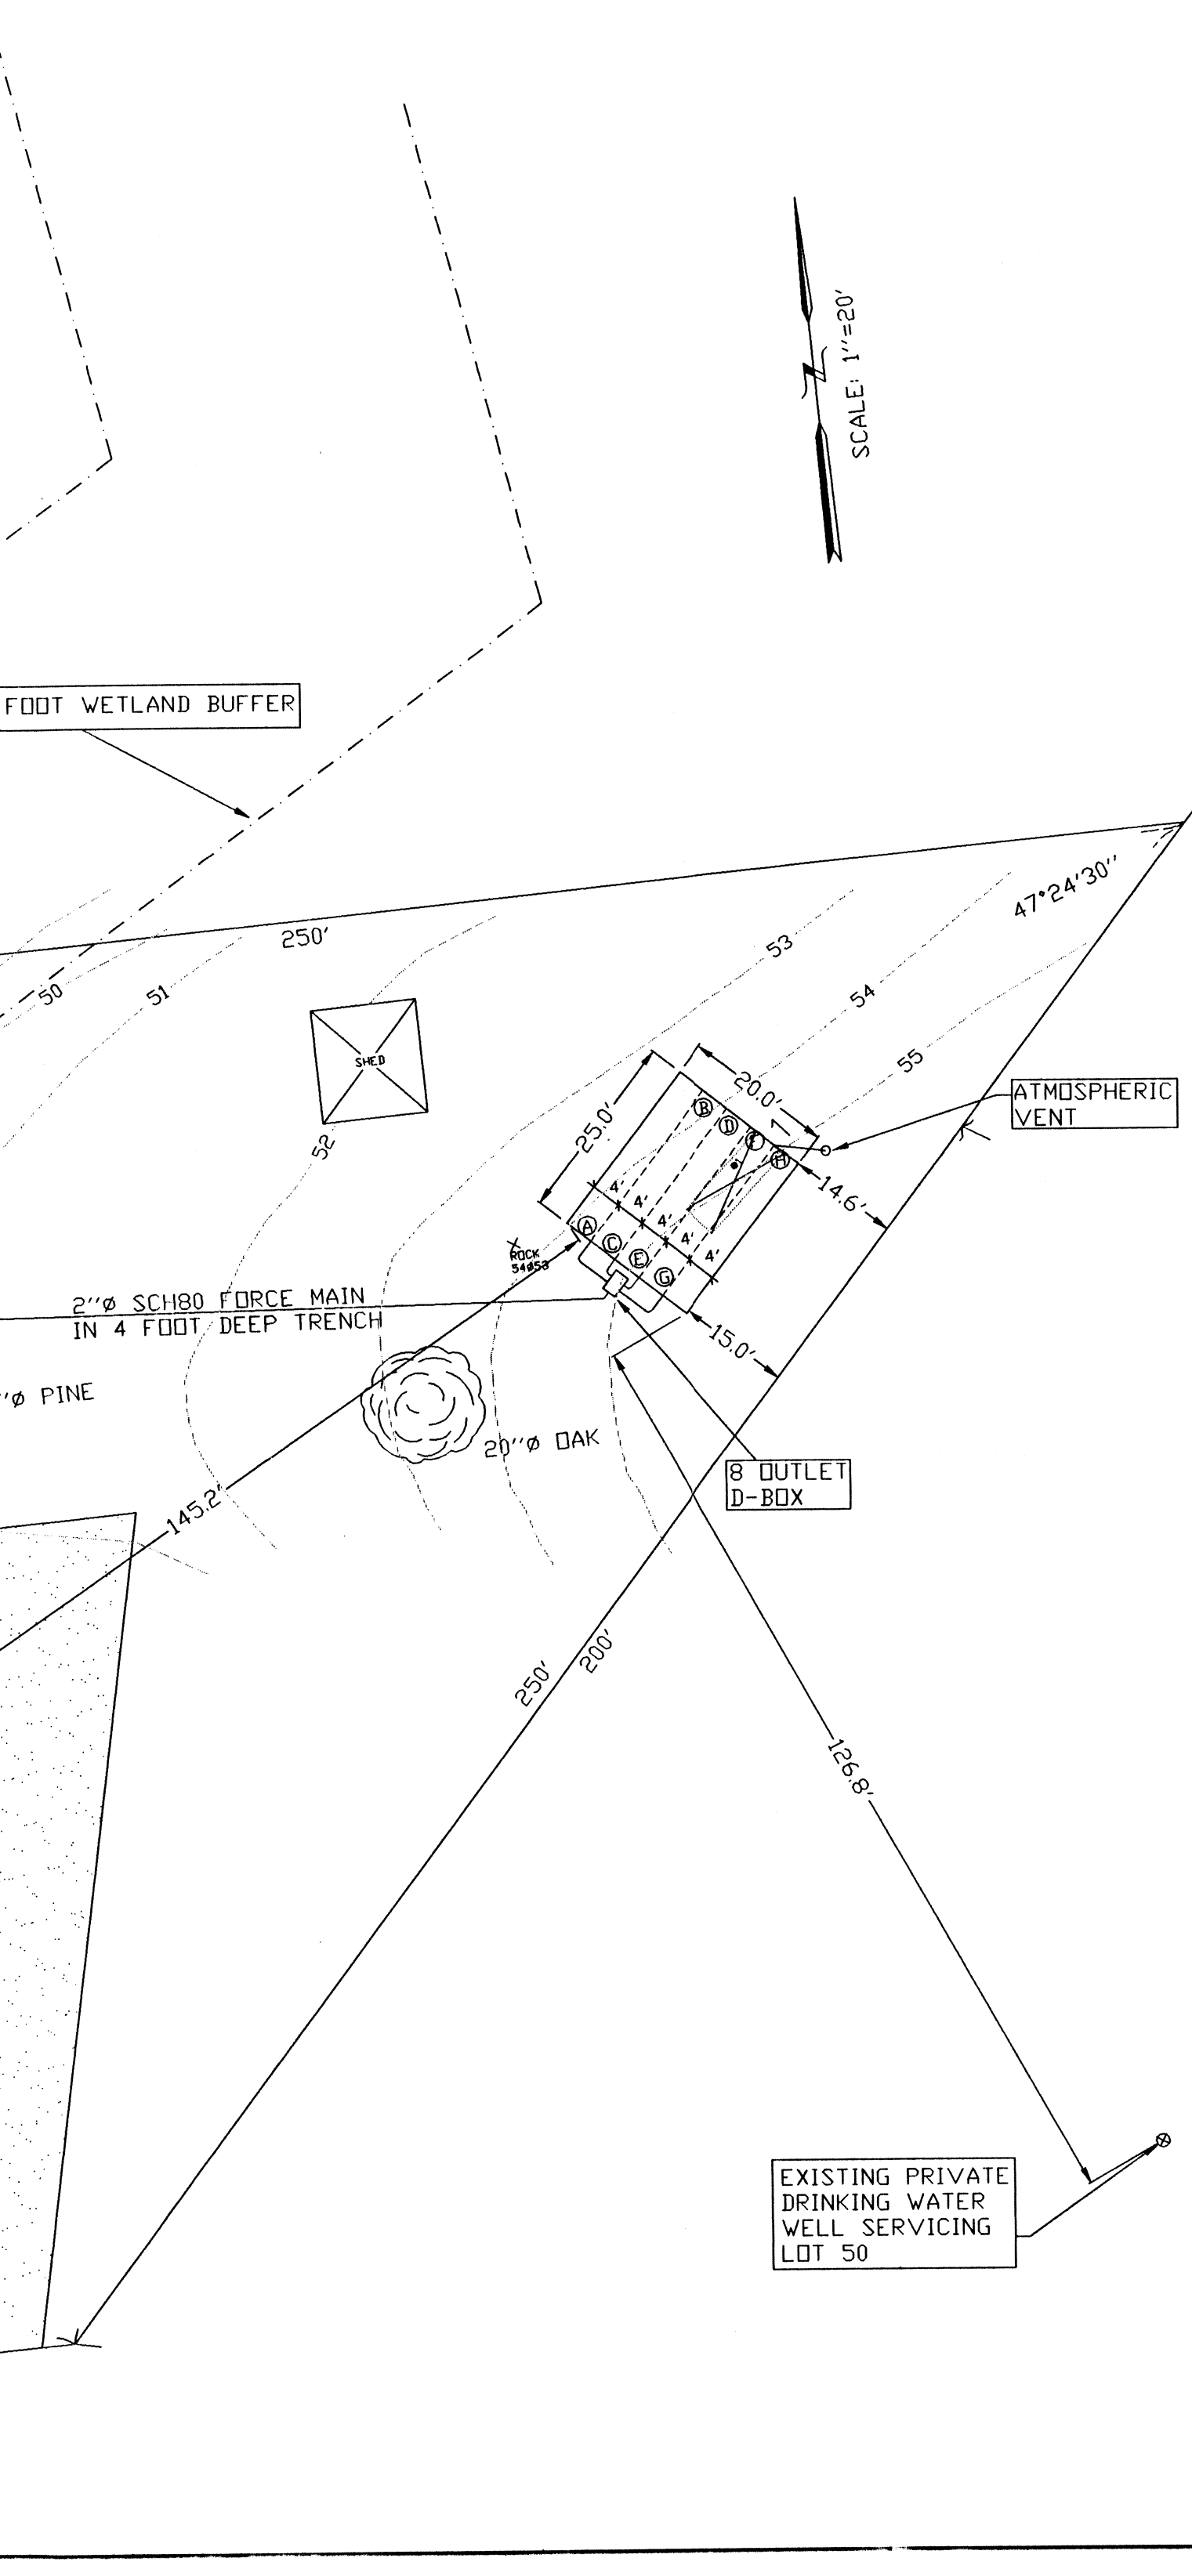 SCALE: 1''=20'
FOOT WETLAND BUFFER
47°24'30''
250'
53
50
51
54
SHED
55
20.0'
25.0'
ATMOSPHERIC
VENT
B
D
F
H
1
52
4'
4'
4'
4'
4'
14.6'
A
C
E
G
ROCK
2''Ø SCH80 FORCE MAIN
IN 4 FOOT DEEP TRENCH
15.0'
''Ø PINE
20''Ø OAK
8 OUTLET
D-BOX
145.2'
250'
200'
126.8'
EXISTING PRIVATE
DRINKING WATER
WELL SERVICING
LOT 50